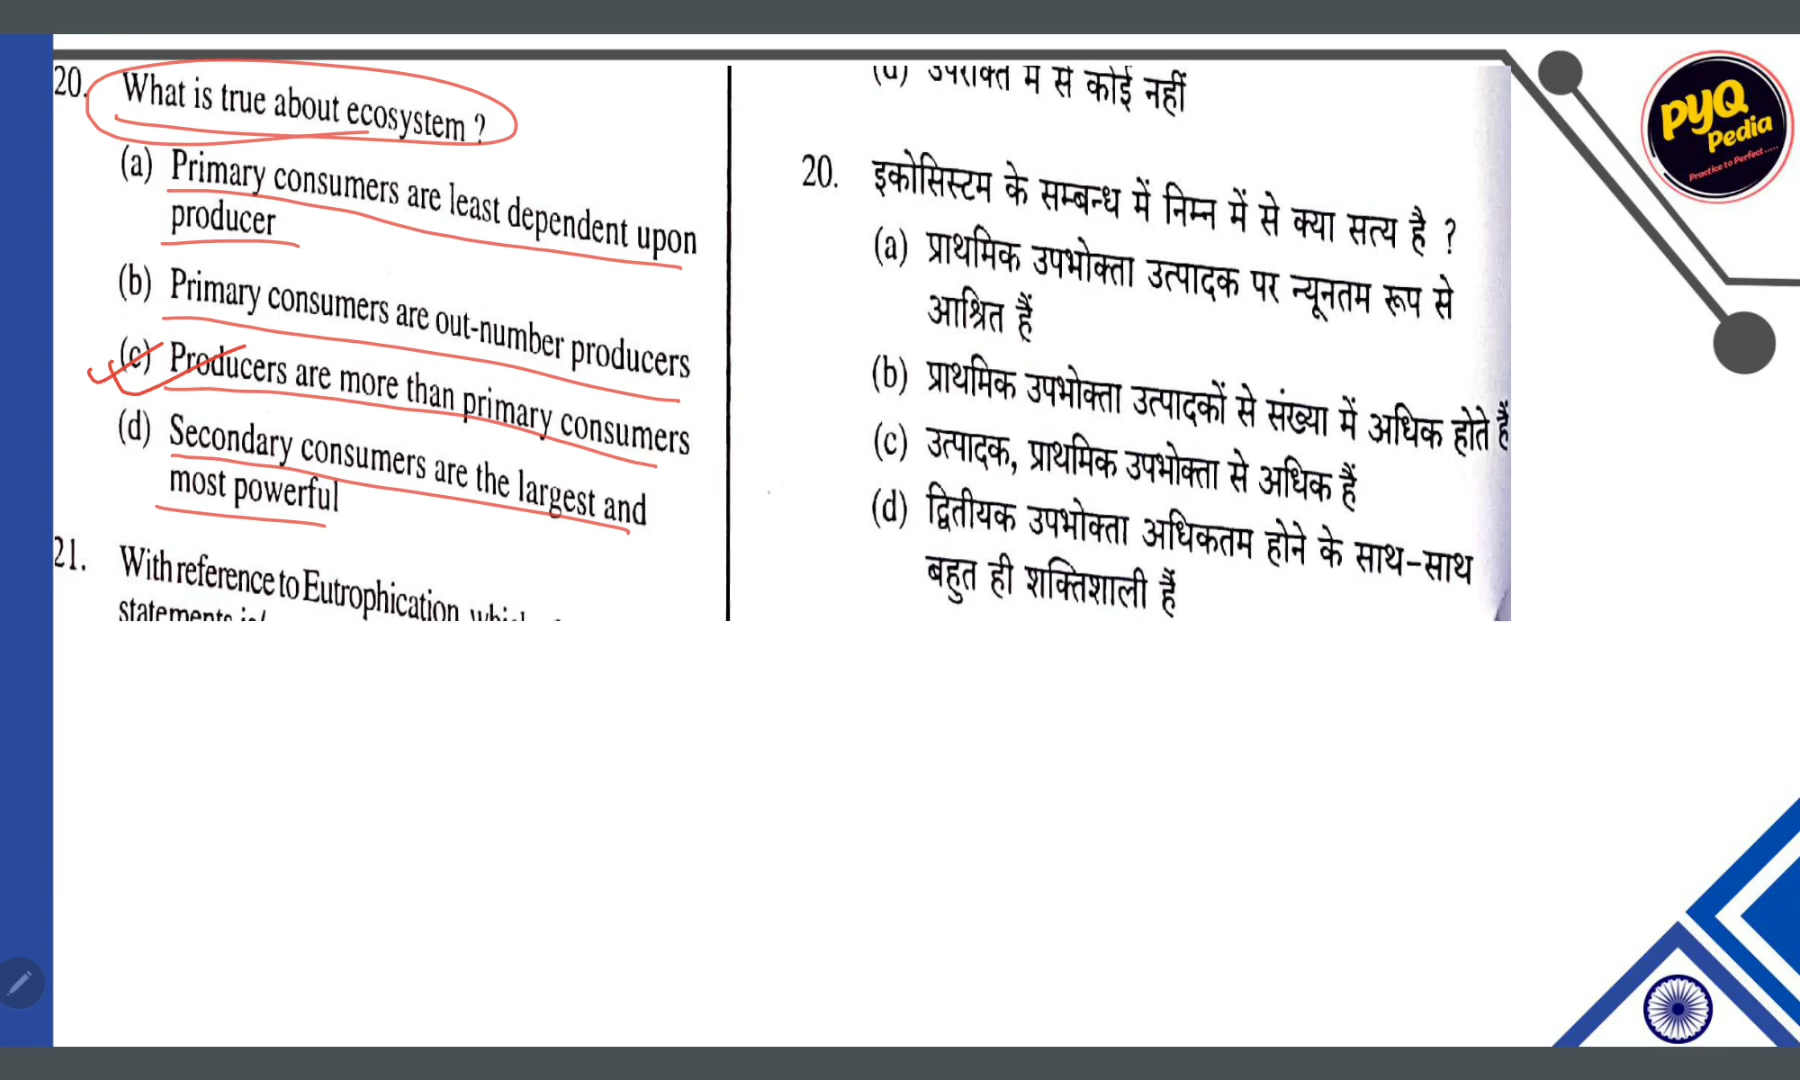 20. What is true about ecosystem ?
(a) Primary consumers are least dependent upon
producer
(b) Primary consumers are out-number producers
(c) Producers are more than primary consumers
(d) Secondary consumers are the largest and
most powerful
21. With reference to Eutrophication
में से कोई नहीं
20. इकोसिस्टम के सम्बन्ध में निम्न में से क्या सत्य है ?
(a) प्राथमिक उपभोक्ता उत्पादक पर न्यूनतम रूप से
आश्रित हैं
(b) प्राथमिक उपभोक्ता उत्पादकों से संख्या में अधिक होते हैं
(c) उत्पादक, प्राथमिक उपभोक्ता से अधिक हैं
(d) द्वितीयक उपभोक्ता अधिकतम होने के साथ-साथ
बहुत ही शक्तिशाली हैं
PYQ
Pedia
Practice to Perfect.....